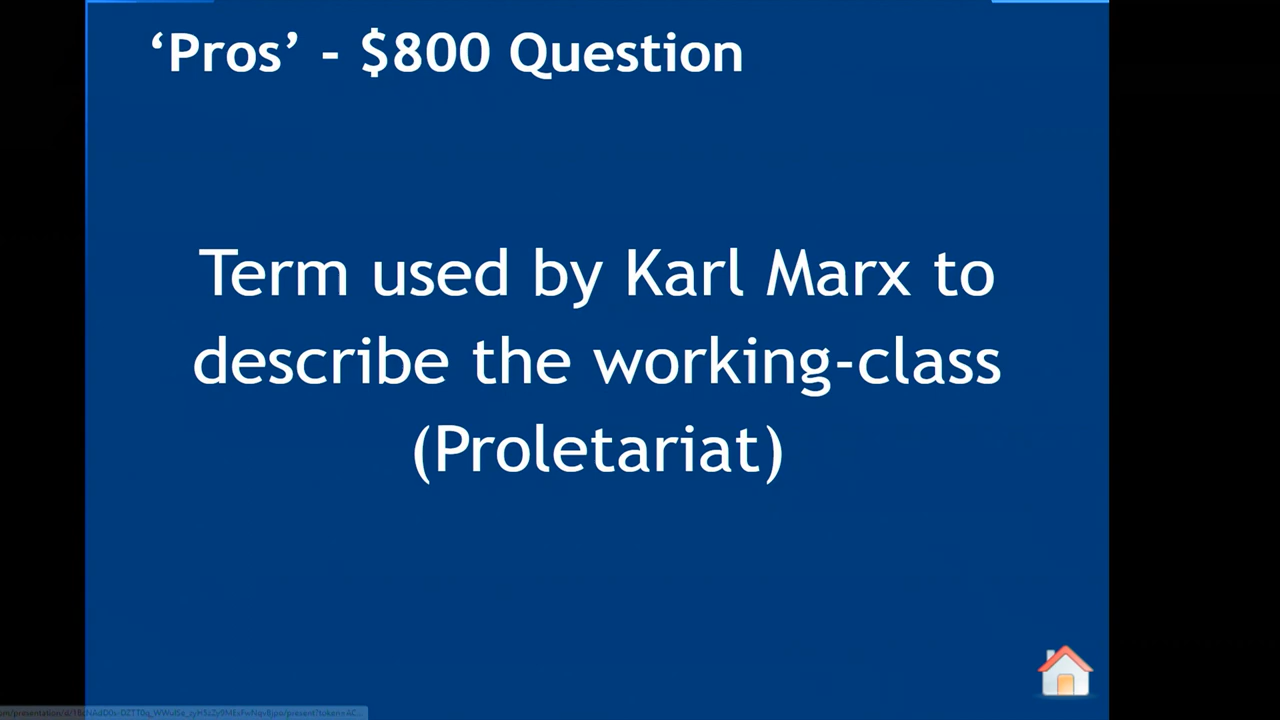 ‘Pros’ - $800 Question
Term used by Karl Marx to
describe the working-class
(Proletariat)